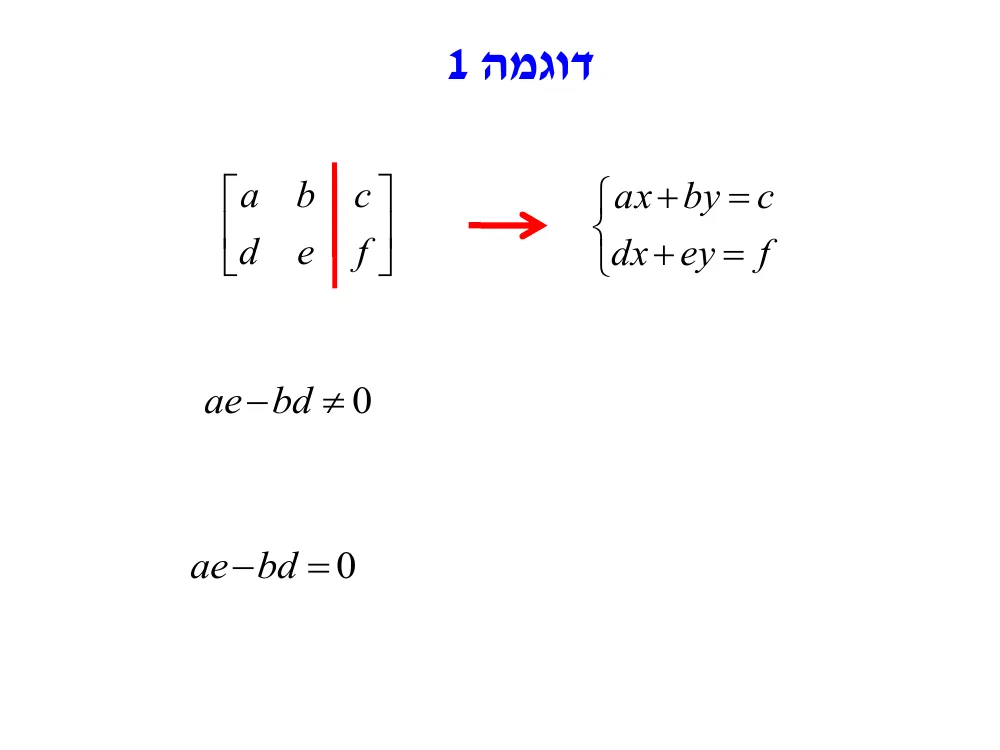 דוגמה 1
a b c
d e f
ax+by=c
dx+ey=f
ae−bd≠0
ae−bd=0